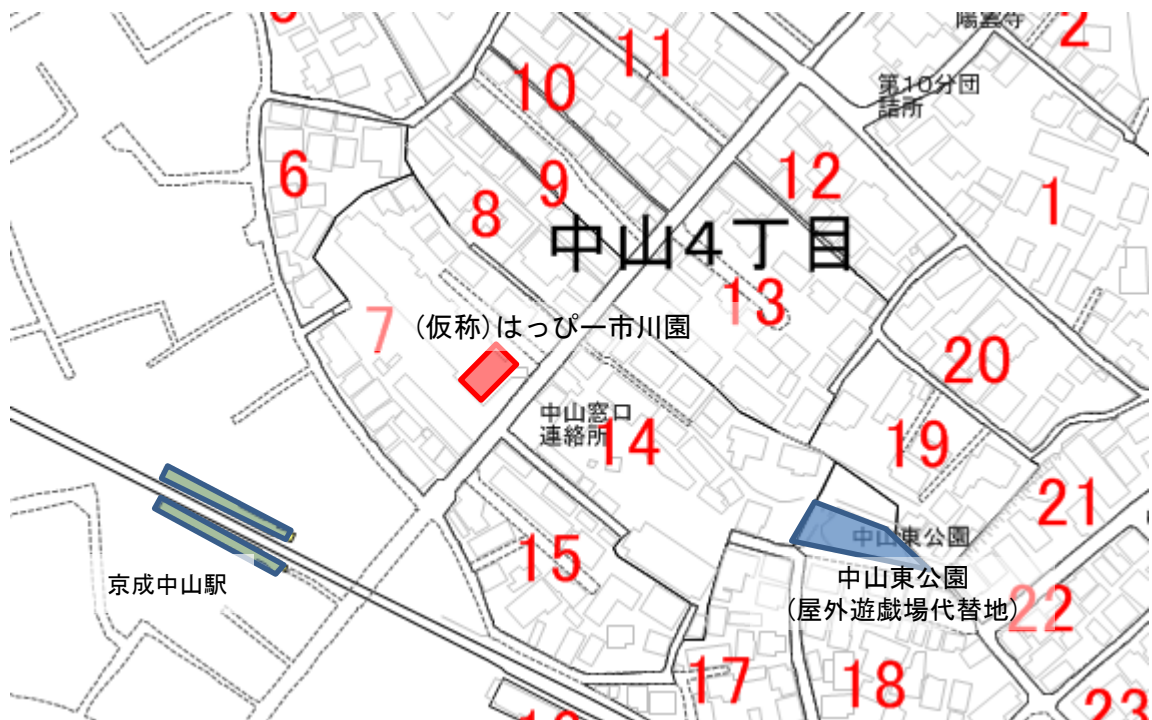 陽雲寺
2
11
10
第10分団
詰所
6
12
1
9
8
中山4丁目
13
7
(仮称)はっぴー市川園
20
中山窓口
連絡所
14
19
21
中山東公園
15
中山東公園
(屋外遊戯場代替地)
京成中山駅
22
17
18
23